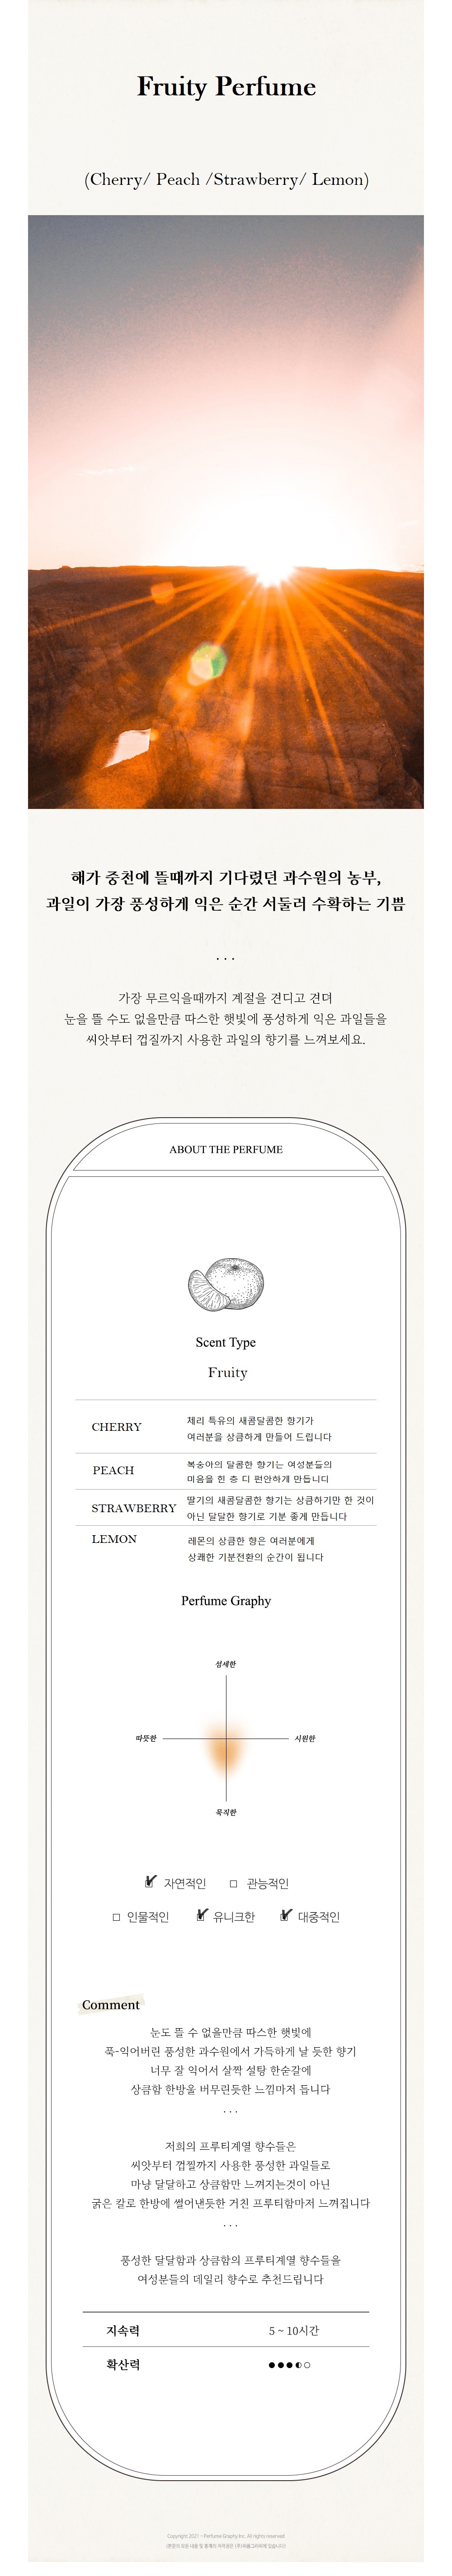 Fruity Perfume
(Cherry/ Peach /Strawberry/ Lemon)
해가 중천에 뜰때까지 기다렸던 과수원의 농부,
과일이 가장 풍성하게 익은 순간 서둘러 수확하는 기쁨
...
가장 무르익을때까지 계절을 견디고 견뎌
눈을 뜰 수도 없을만큼 따스한 햇빛에 풍성하게 익은 과일들을
씨앗부터 껍질까지 사용한 과일의 향기를 느껴보세요.
ABOUT THE PERFUME
Scent Type
Fruity
CHERRY
체리 특유의 새콤달콤한 향기가
여러분을 상큼하게 만들어 드립니다
PEACH
복숭아의 달콤한 향기는 여성분들의
마음을 한 층 더 편안하게 만듭니다
STRAWBERRY
딸기의 새콤달콤한 향기는 상큼하기만 한 것이
아닌 달달한 향기로 기분 좋게 만듭니다
LEMON
레몬의 상큼한 향은 여러분에게
상쾌한 기분전환의 순간이 됩니다
Perfume Graphy
섬세한
따뜻한
시원한
묵직한
자연적인
관능적인
인물적인
유니크한
대중적인
Comment
눈도 뜰 수 없을만큼 따스한 햇빛에
푹-익어버린 풍성한 과수원에서 가득하게 날 듯한 향기
너무 잘 익어서 살짝 설탕 한순갈에
상큼함 한방울 버무린듯한 느낌마저 듭니다
...
저희의 프루티계열 향수들은
씨앗부터 껍찔까지 사용한 풍성한 과일들로
마냥 달달하고 상큼함만 느껴지는것이 아닌
굵은 칼로 한방에 썰어낸듯한 거친 프루티함마저 느껴집니다
...
풍성한 달달함과 상큼함의 프루티계열 향수들을
여성분들의 데일리 향수로 추천드립니다
지속력
5 ~ 10시간
확산력
Copyright 2021 - Perfume Graphy Inc. All rights reserved